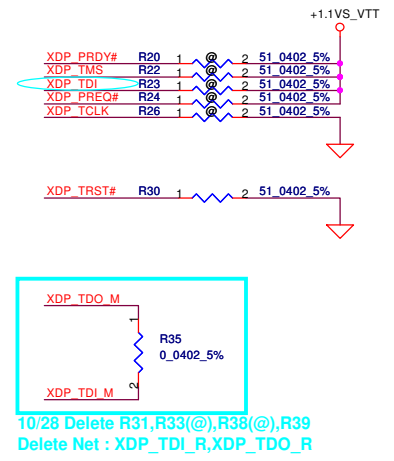 +1.1VS_VTT
XDP_PRDY# R20 1 @ 2 51_0402_5%
XDP_TMS R22 1 @ 2 51_0402_5%
XDP_TDI R23 1 @ 2 51_0402_5%
XDP_PREQ# R24 1 @ 2 51_0402_5%
XDP_TCLK R26 1 @ 2 51_0402_5%
XDP_TRST# R30 1 2 51_0402_5%
XDP_TDO_M
1
R35
0_0402_5%
2
XDP_TDI_M
10/28 Delete R31,R33(@),R38(@),R39
Delete Net : XDP_TDI_R,XDP_TDO_R